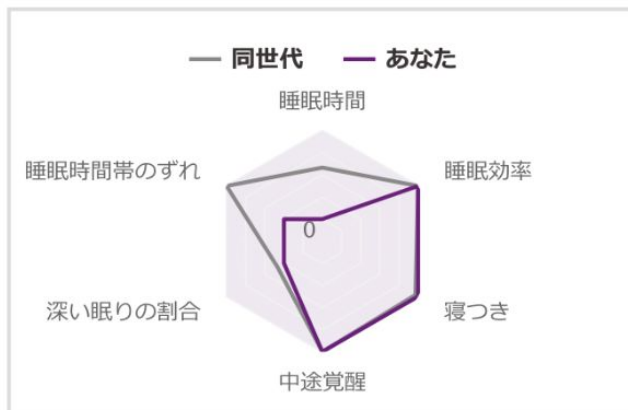 同世代 あなた
睡眠時間
睡眠時間帯のずれ 睡眠効率
0
深い眠りの割合 寝つき
中途覚醒